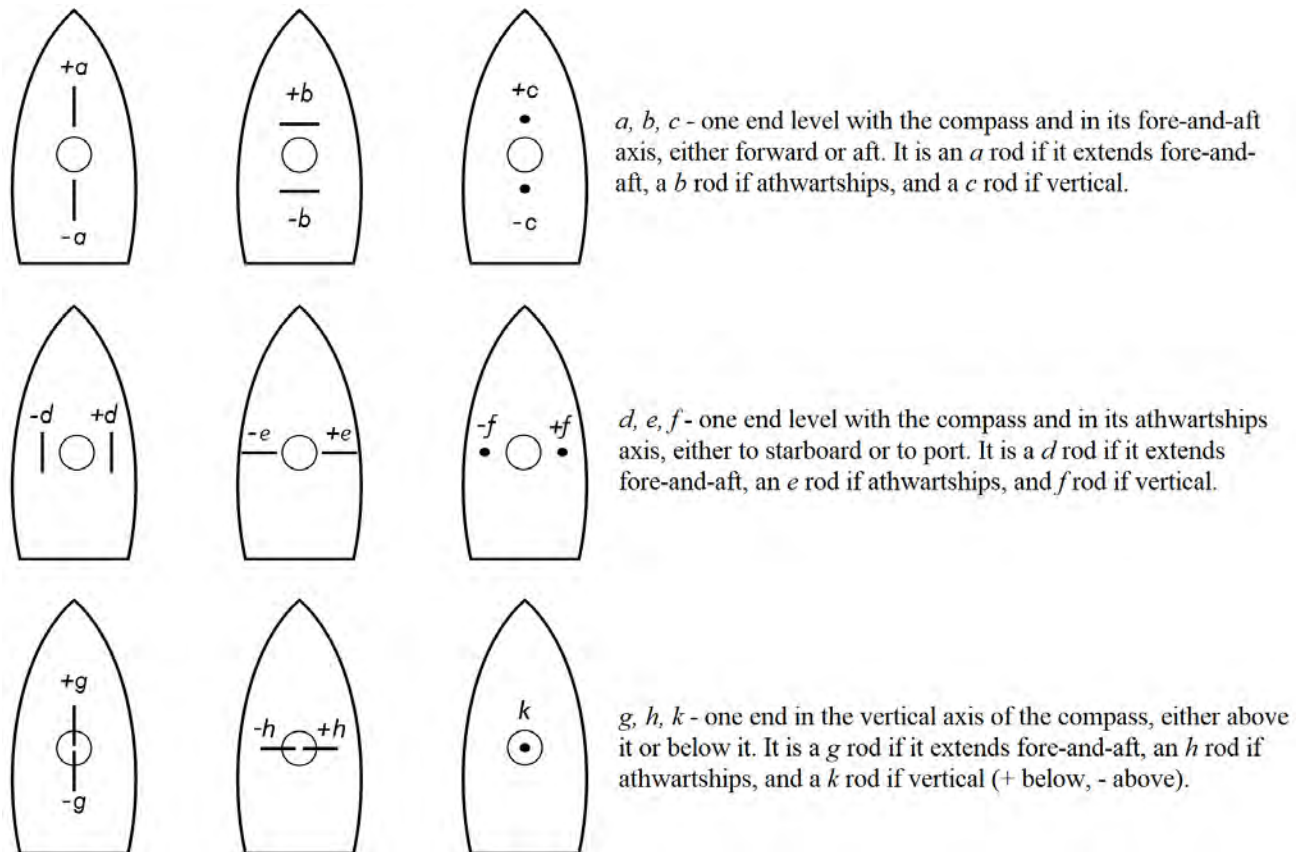 +a
-a
+b
-b
+c
-c
a, b, c - one end level with the compass and in its fore-and-aft
axis, either forward or aft. It is an a rod if it extends fore-and-
aft, a b rod if athwartships, and a c rod if vertical.
-d +d
-e +e
-f +f
d, e, f - one end level with the compass and in its athwartships
axis, either to starboard or to port. It is a d rod if it extends
fore-and-aft, an e rod if athwartships, and f rod if vertical.
+g
-g
-h +h
k
g, h, k - one end in the vertical axis of the compass, either above
it or below it. It is a g rod if it extends fore-and-aft, an h rod if
athwartships, and a k rod if vertical (+ below, - above).